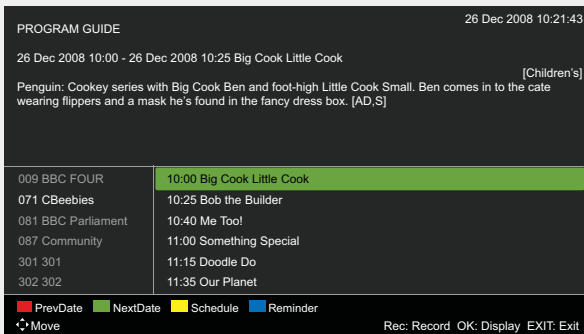 PROGRAM GUIDE
26 Dec 2008 10:21:43
26 Dec 2008 10:00 - 26 Dec 2008 10:25 Big Cook Little Cook
[Children's]
Penguin: Cookey series with Big Cook Ben and foot-high Little Cook Small. Ben comes in to the cate
wearing flippers and a mask he's found in the fancy dress box. [AD,S]
009 BBC FOUR
10:00 Big Cook Little Cook
071 CBeebies
10:25 Bob the Builder
081 BBC Parliament
10:40 Me Too!
087 Community
11:00 Something Special
301 301
11:15 Doodle Do
302 302
11:35 Our Planet
PrevDate NextDate Schedule Reminder
Move Rec: Record OK: Display EXIT: Exit